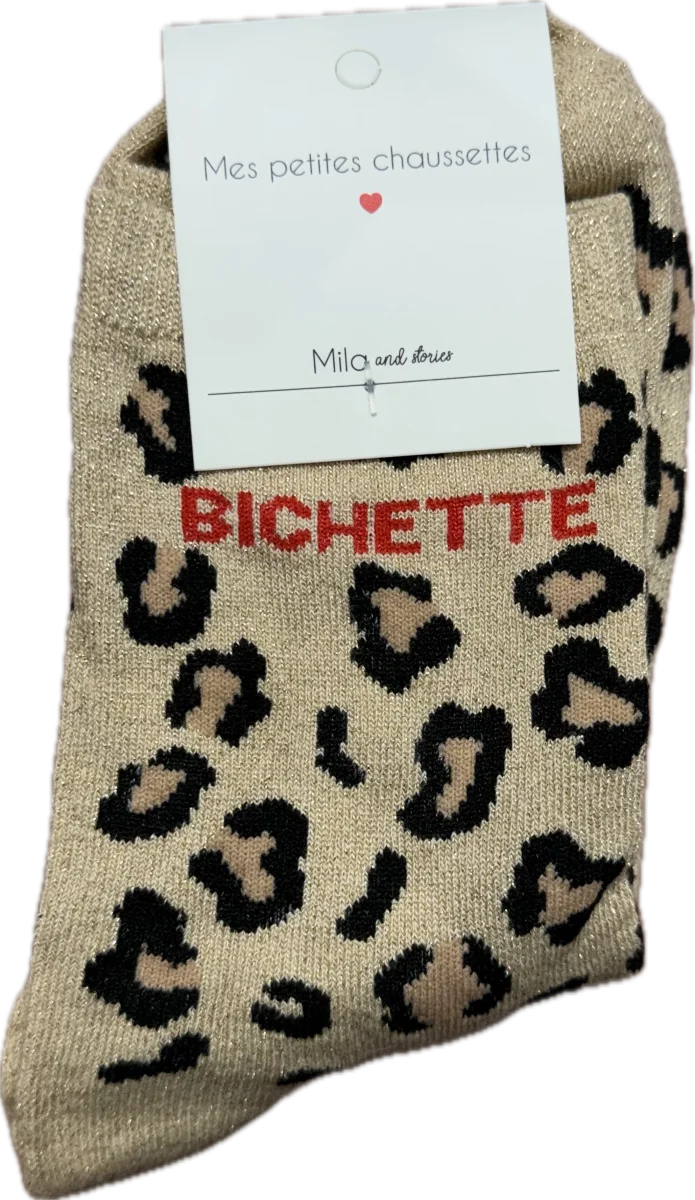 Mes petites chaussettes
Mila and stories
BICHETTE